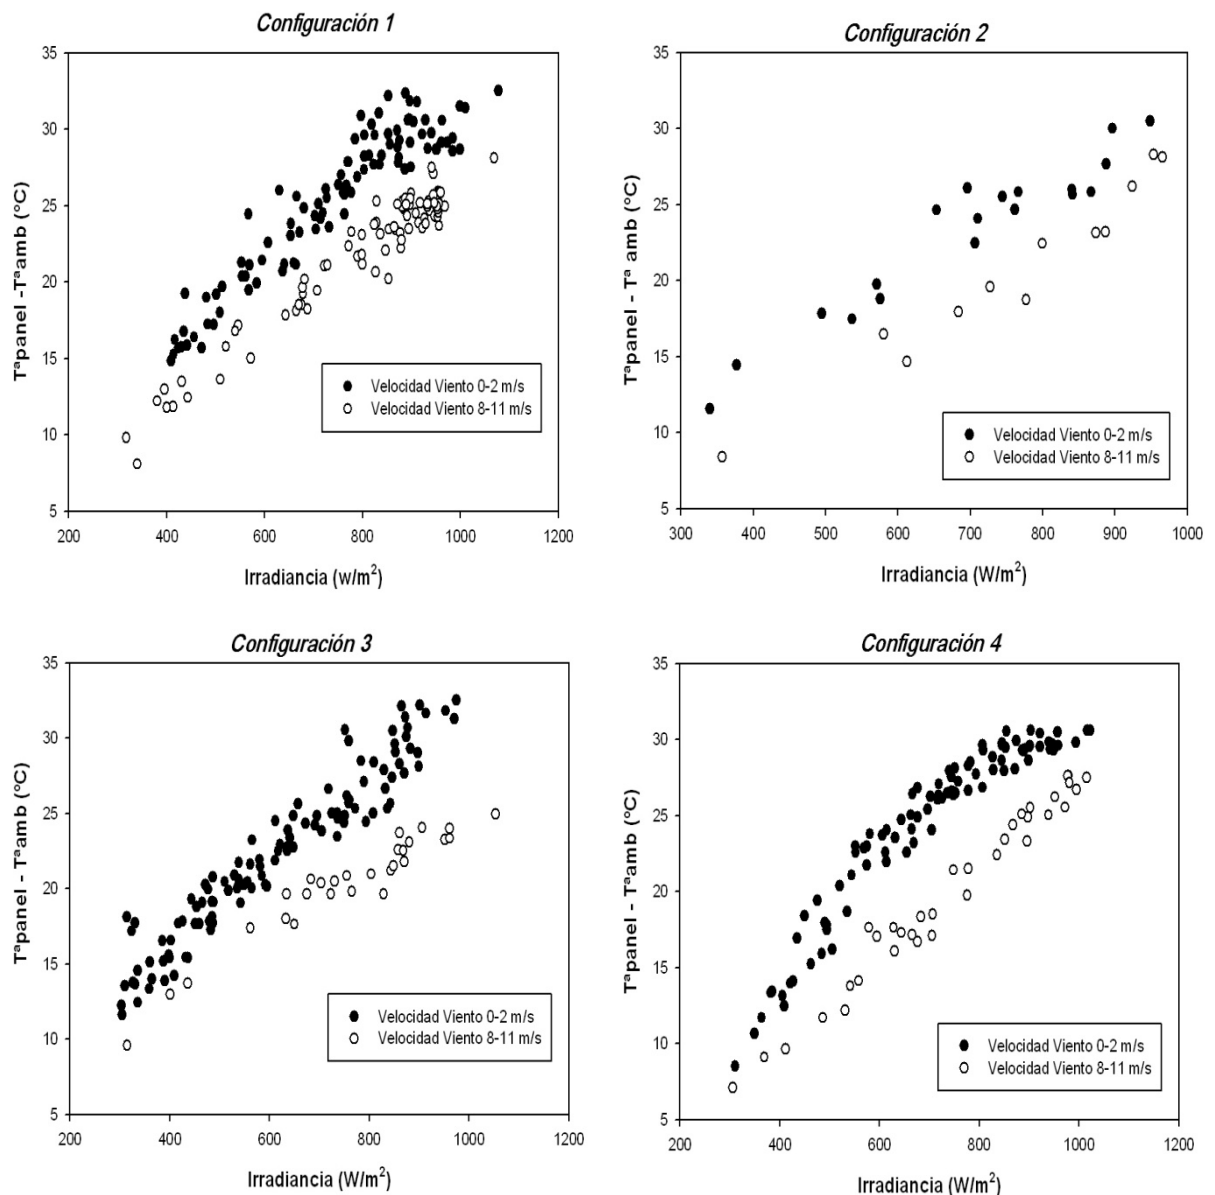 Configuración 1
35
30
25
20
15
10
5
Tªpanel -Tªamb (°C)
Velocidad Viento 0-2 m/s
Velocidad Viento 8-11 m/s
200 400 600 800 1000 1200
Irradiancia (w/m²)
Configuración 2
35
30
25
20
15
10
5
Tªpanel - Tª amb (°C)
Velocidad Viento 0-2 m/s
Velocidad Viento 8-11 m/s
300 400 500 600 700 800 900 1000
Irradiancia (W/m²)
Configuración 3
35
30
25
20
15
10
5
Tªpanel - Tªamb (°C)
Velocidad Viento 0-2 m/s
Velocidad Viento 8-11 m/s
200 400 600 800 1000 1200
Irradiancia (W/m²)
Configuración 4
35
30
25
20
15
10
5
Tªpanel - Tªamb (°C)
Velocidad Viento 0-2 m/s
Velocidad Viento 8-11 m/s
200 400 600 800 1000 1200
Irradiancia (W/m²)